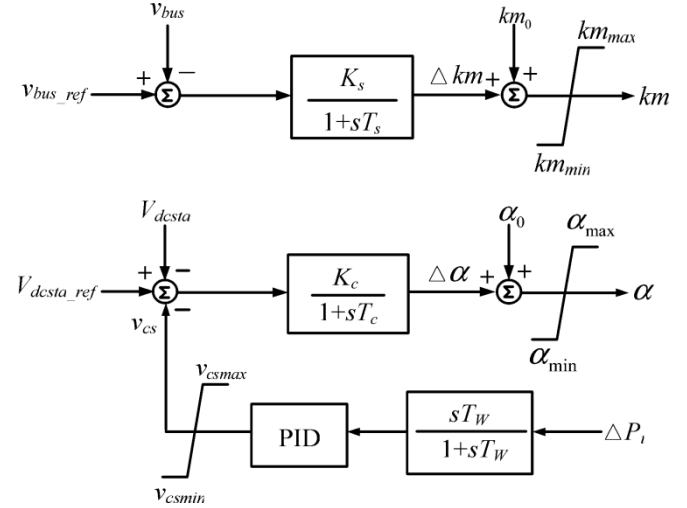 v_bus
+ −
v_bus_ref Σ K_s / 1+sT_s △km + Σ + km_0 km_max km
km_min
V_dcsta
+ −
V_dcsta_ref Σ − K_c / 1+sT_c △α + Σ + α_0 α_max α
α_min
v_cs
v_csmax
PID sT_W / 1+sT_W △P_t
v_csmin